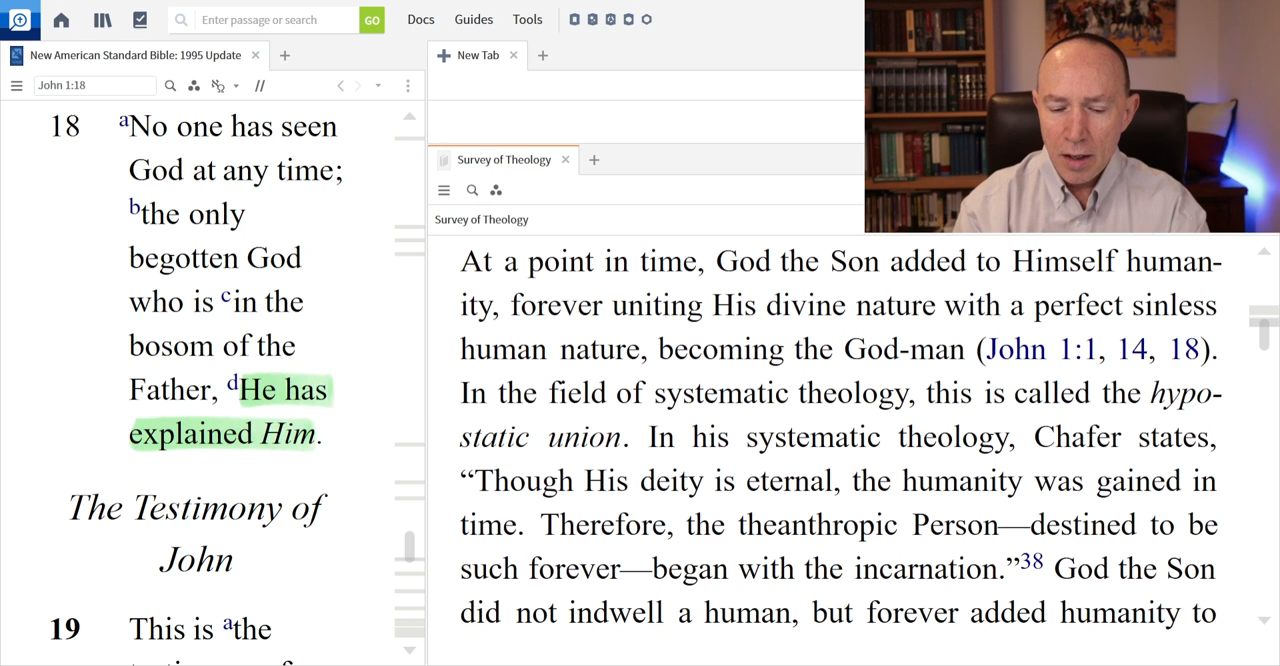 Enter passage or search
GO
Docs
Guides
Tools
New American Standard Bible: 1995 Update
New Tab
John 1:18
18 aNo one has seen
God at any time;
bthe only
begotten God
who is cin the
bosom of the
Father, dHe has
explained Him.
The Testimony of
John
19 This is athe
Survey of Theology
Survey of Theology
At a point in time, God the Son added to Himself human-
ity, forever uniting His divine nature with a perfect sinless
human nature, becoming the God-man (John 1:1, 14, 18).
In the field of systematic theology, this is called the hypo-
static union. In his systematic theology, Chafer states,
“Though His deity is eternal, the humanity was gained in
time. Therefore, the theanthropic Person—destined to be
such forever—began with the incarnation.”38 God the Son
did not indwell a human, but forever added humanity to